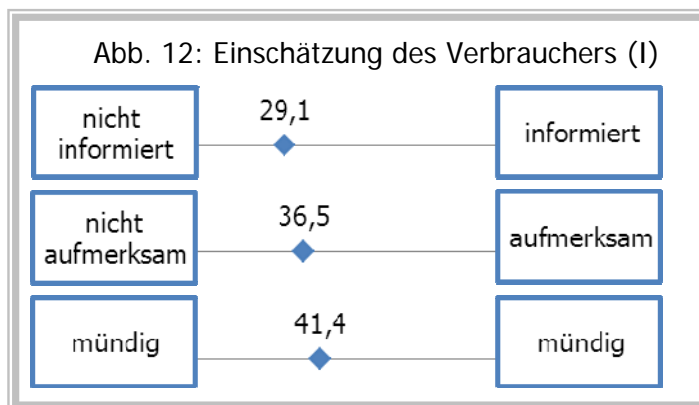 Abb. 12: Einschätzung des Verbrauchers (I)
nicht
informiert
29,1
informiert
nicht
aufmerksam
36,5
aufmerksam
mündig
41,4
mündig